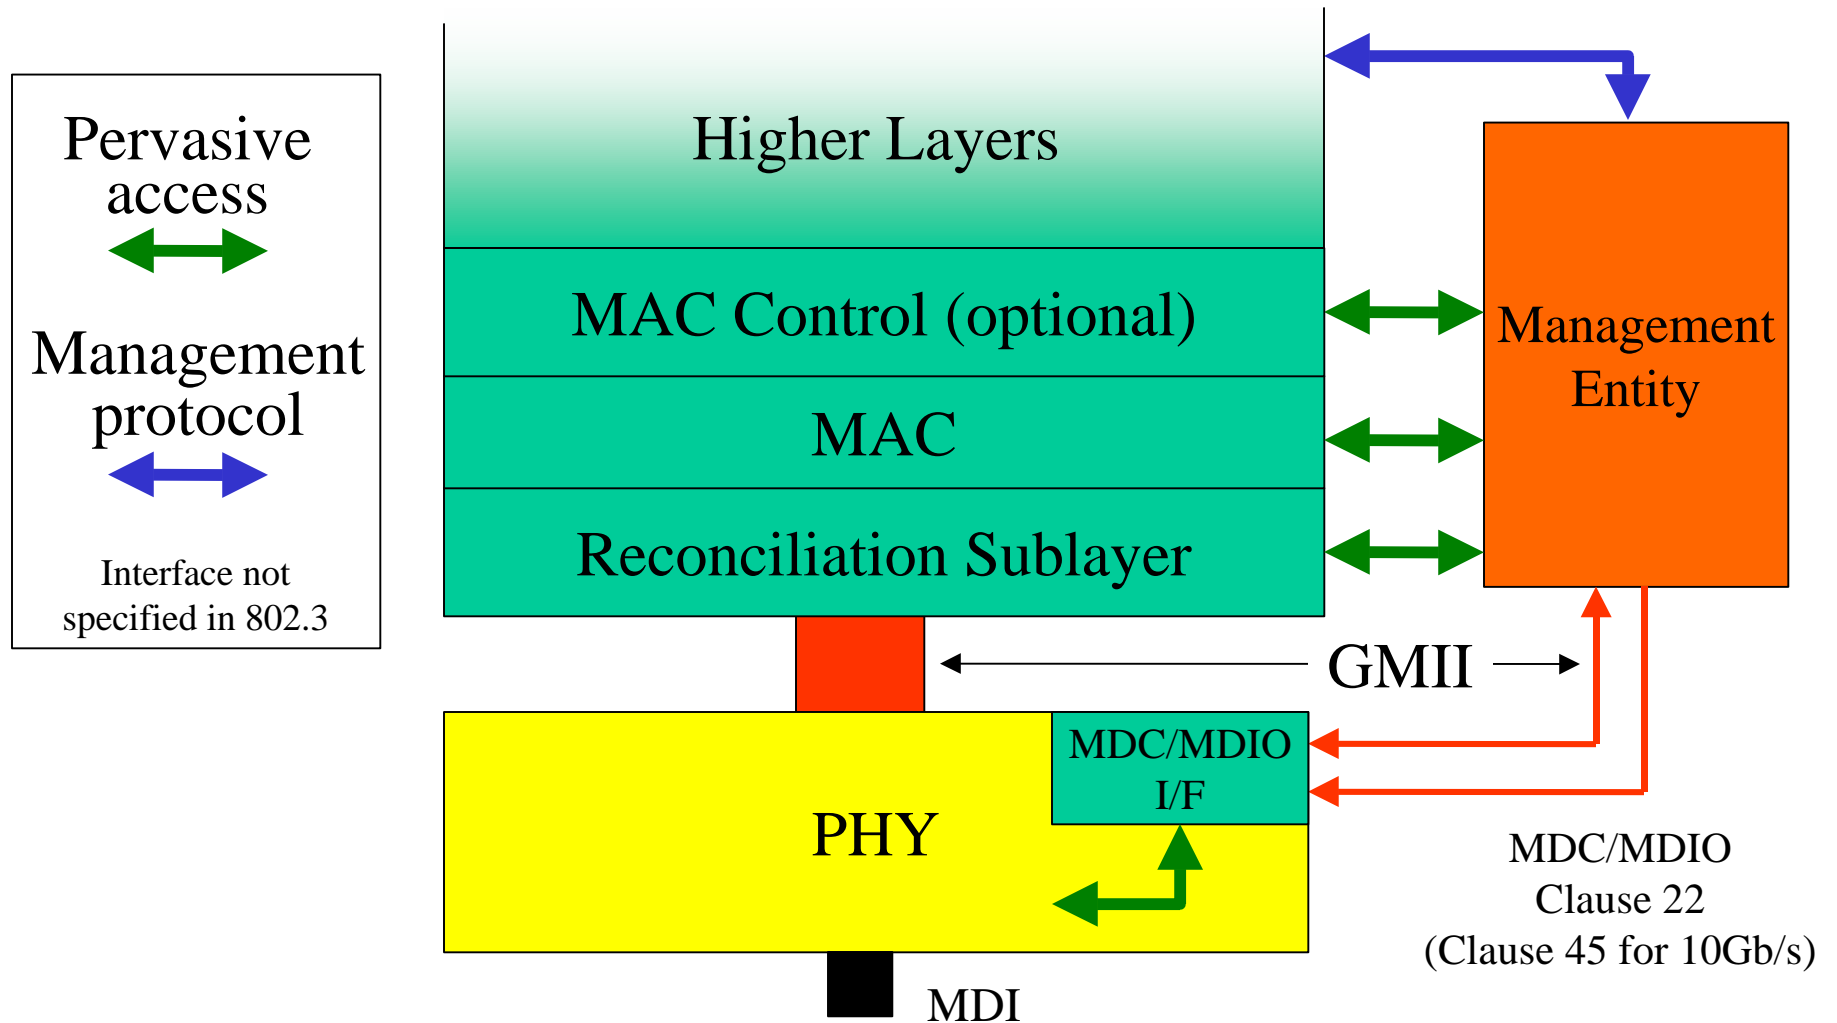 Pervasive
access
Management
protocol
Interface not
specified in 802.3
Higher Layers
MAC Control (optional)
MAC
Reconciliation Sublayer
Management
Entity
GMII
MDC/MDIO
I/F
PHY
MDC/MDIO
Clause 22
(Clause 45 for 10Gb/s)
MDI